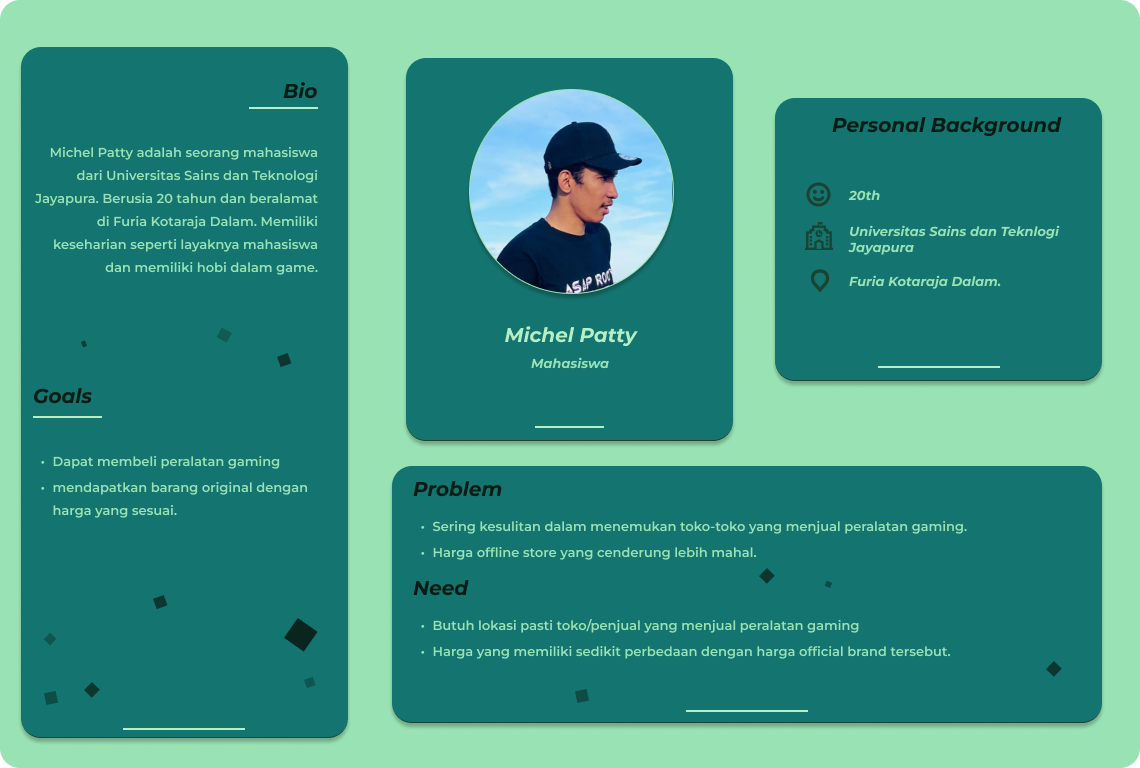 Bio
Michel Patty adalah seorang mahasiswa
dari Universitas Sains dan Teknologi
Jayapura. Berusia 20 tahun dan beralamat
di Furia Kotaraja Dalam. Memiliki
keseharian seperti layaknya mahasiswa
dan memiliki hobi dalam game.
Goals
• Dapat membeli peralatan gaming
• mendapatkan barang original dengan
harga yang sesuai.
ASAP ROC
Michel Patty
Mahasiswa
Personal Background
20th
Universitas Sains dan Teknlogi
Jayapura
Furia Kotaraja Dalam.
Problem
• Sering kesulitan dalam menemukan toko-toko yang menjual peralatan gaming.
• Harga offline store yang cenderung lebih mahal.
Need
• Butuh lokasi pasti toko/penjual yang menjual peralatan gaming
• Harga yang memiliki sedikit perbedaan dengan harga official brand tersebut.